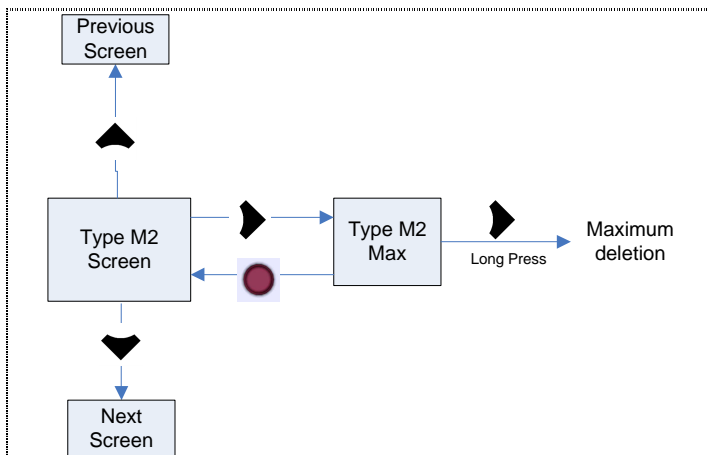 Previous
Screen
Type M2
Screen
Type M2
Max
Long Press
Maximum
deletion
Next
Screen